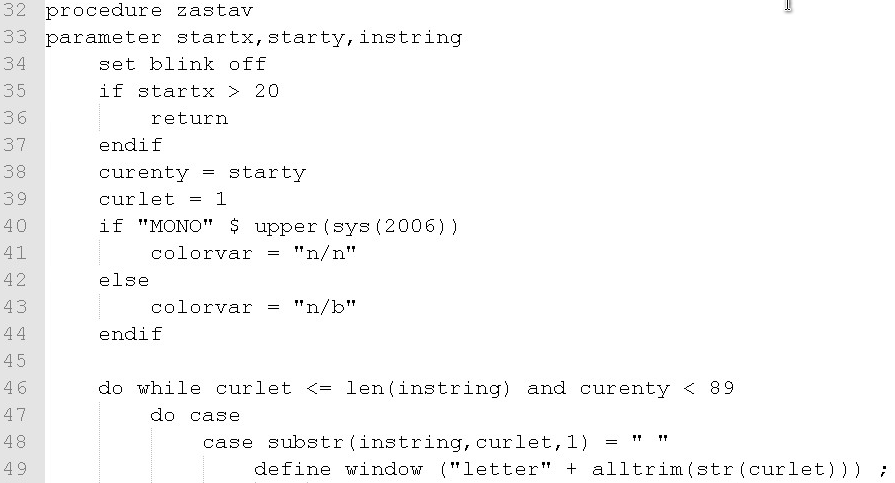 32 procedure zastav
33 parameter startx,starty,instring
34     set blink off
35     if startx > 20
36         return
37     endif
38     curenty = starty
39     curlet = 1
40     if "MONO" $ upper(sys(2006))
41         colorvar = "n/n"
42     else
43         colorvar = "n/b"
44     endif
45
46     do while curlet <= len(instring) and curenty < 89
47         do case
48             case substr(instring,curlet,1) = " "
49                 define window ("letter" + alltrim(str(curlet))) ;